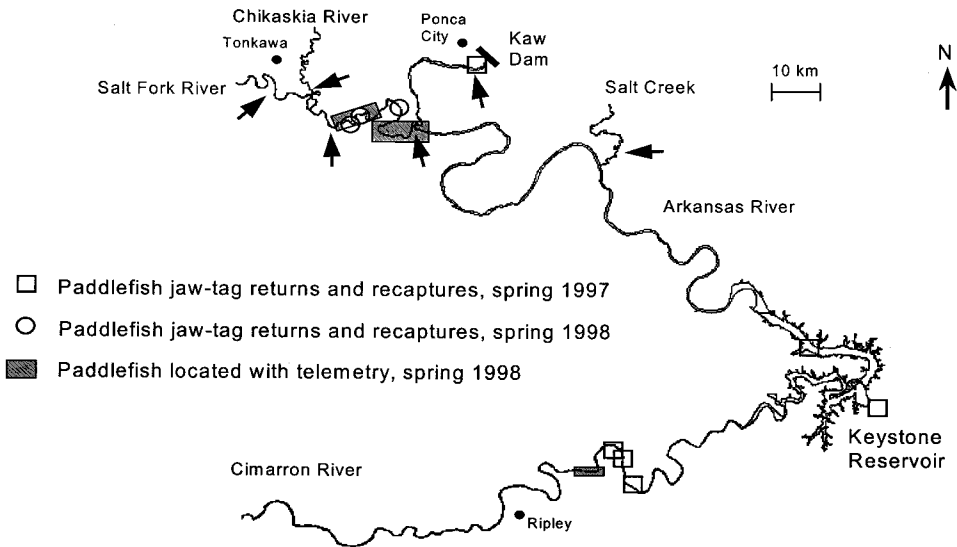 Chikaskia River
Tonkawa
Ponca
City
Kaw
Dam
N
Salt Fork River
10 km
Salt Creek
Arkansas River
Paddlefish jaw-tag returns and recaptures, spring 1997
Paddlefish jaw-tag returns and recaptures, spring 1998
Paddlefish located with telemetry, spring 1998
Keystone
Reservoir
Cimarron River
Ripley